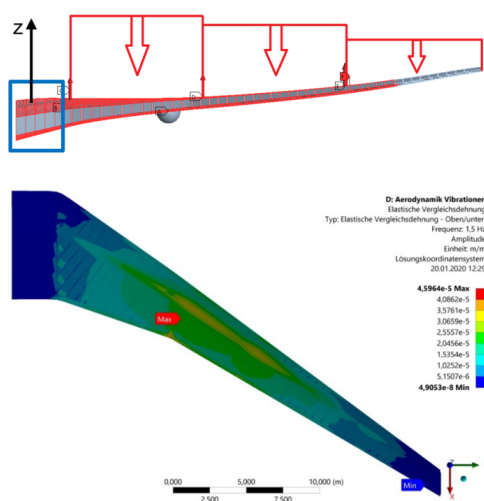 Z
D: Aerodynamik Vibrationen
Elastische Vergleichsdehnung
Typ: Elastische Vergleichsdehnung - Oben/unten
Frequenz: 1,5 Hz
Amplitude
Einheit: m/m
Lösungskoordinatensystem
20.01.2020 12:29
4,5964e-5 Max
4,0862e-5
3,5761e-5
3,0659e-5
2,5557e-5
2,0456e-5
1,5354e-5
1,0252e-5
5,1507e-6
4,9053e-8 Min
Max
Min
0,000
5,000
10,000 (m)
2,500
7,500
Z
X